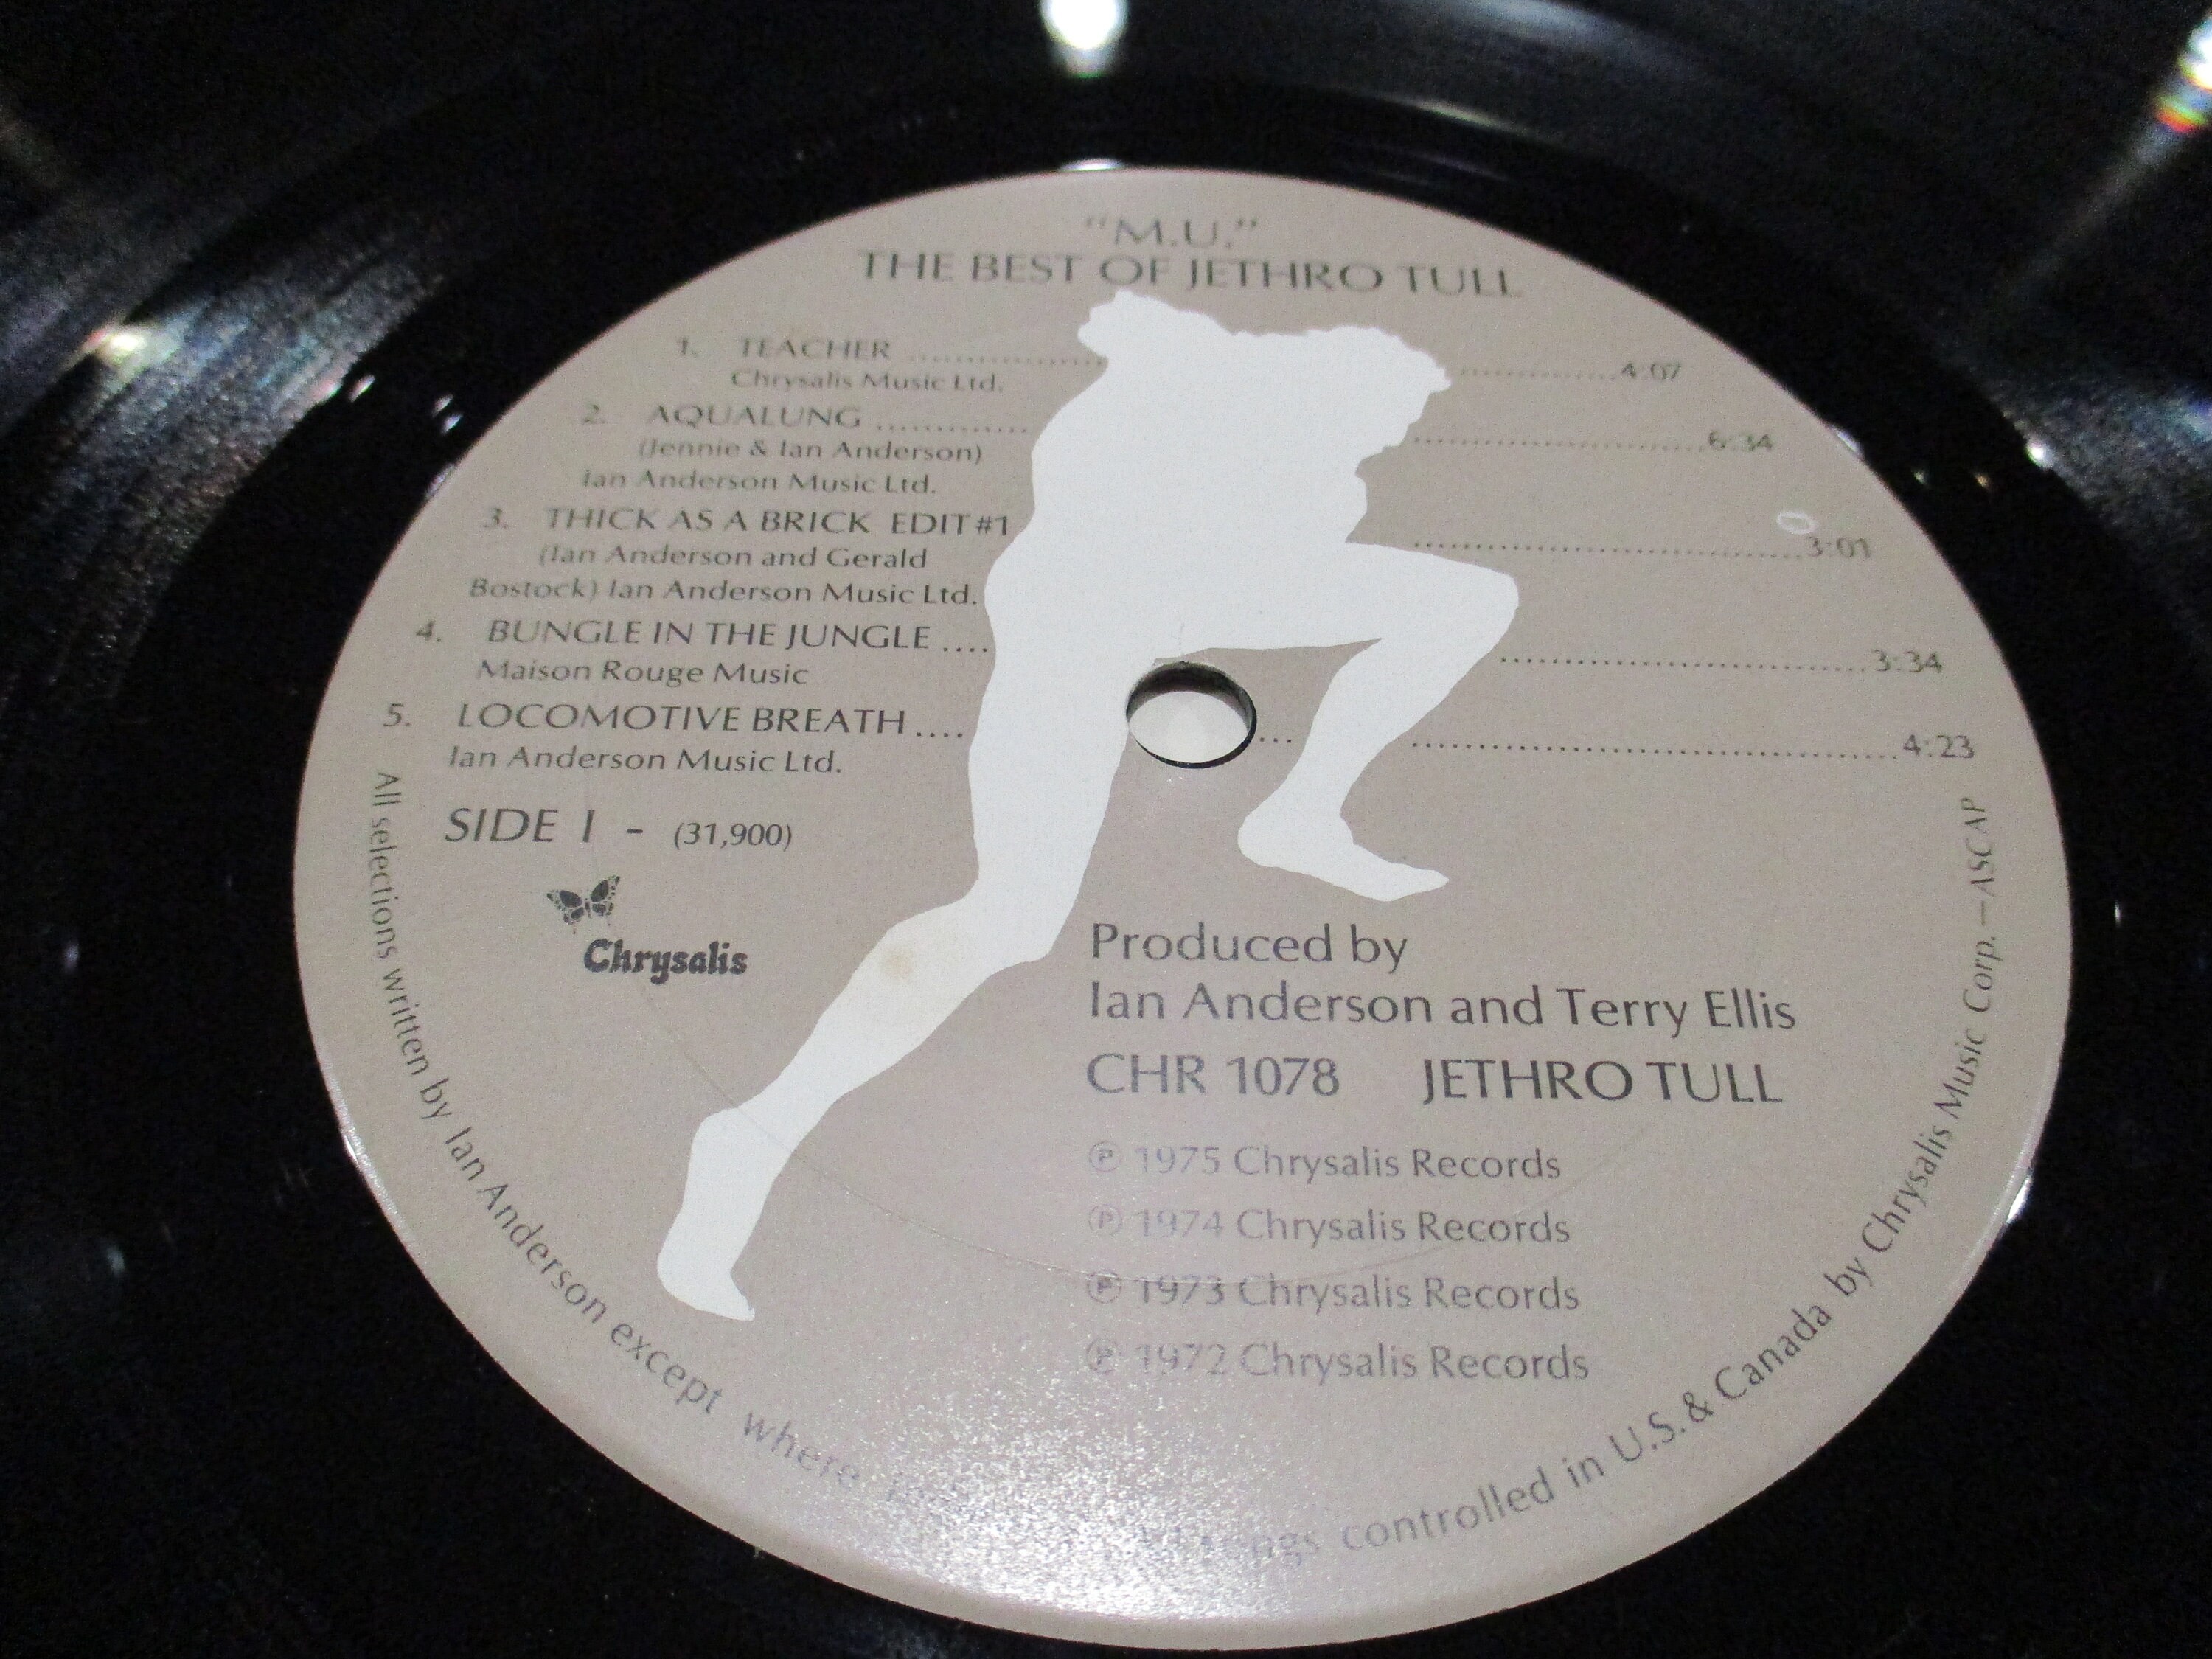 "M.U."
THE BEST OF JETHRO TULL
1. TEACHER ........................4:07
Chrysalis Music Ltd.
2. AQUALUNG ........................6:34
(Jennie & Ian Anderson)
Ian Anderson Music Ltd.
3. THICK AS A BRICK EDIT #1 ........................3:01
(Ian Anderson and Gerald
Bostock) Ian Anderson Music Ltd.
4. BUNGLE IN THE JUNGLE ........................3:34
Maison Rouge Music
5. LOCOMOTIVE BREATH ........................4:23
Ian Anderson Music Ltd.
SIDE I - (31,900)
Chrysalis
Produced by
Ian Anderson and Terry Ellis
CHR 1078 JETHRO TULL
℗ 1975 Chrysalis Records
℗ 1974 Chrysalis Records
℗ 1973 Chrysalis Records
℗ 1972 Chrysalis Records
All selections written by Ian Anderson except where songs controlled in U.S. & Canada by Chrysalis Music Corp.—ASCAP